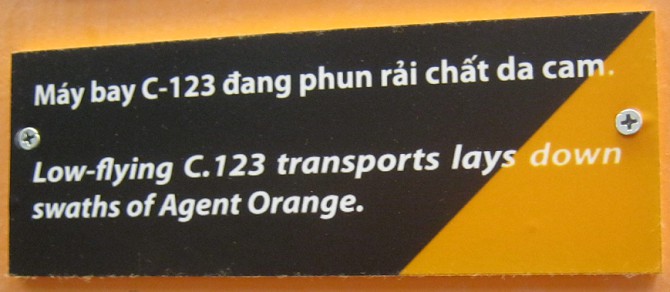 Máy bay C-123 đang phun rải chất da cam.
Low-flying C.123 transports lays down
swaths of Agent Orange.